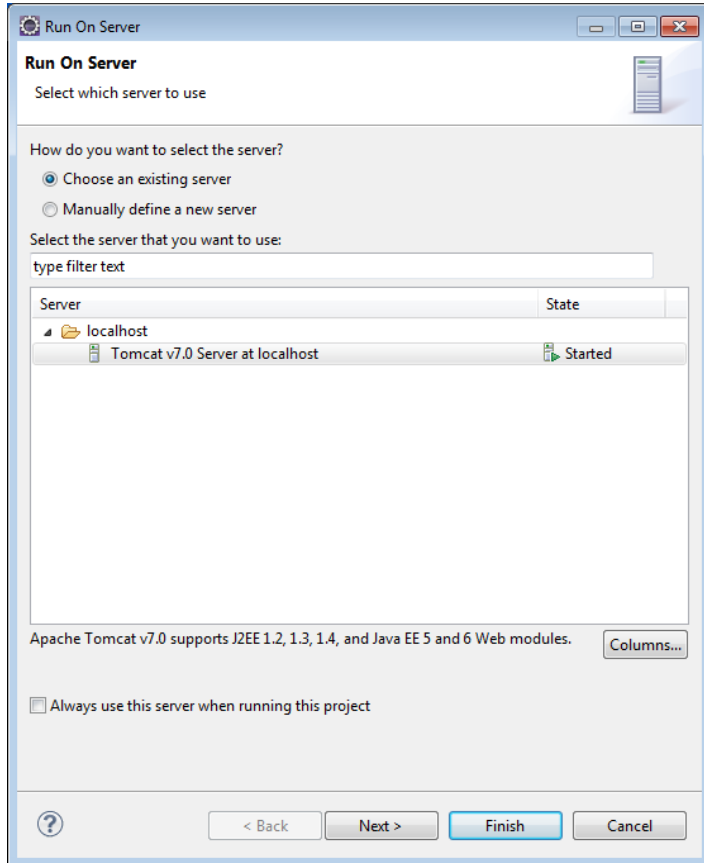 Run On Server
Run On Server
Select which server to use
How do you want to select the server?
Choose an existing server
Manually define a new server
Select the server that you want to use:
type filter text
Server State
localhost
Tomcat v7.0 Server at localhost Started
Apache Tomcat v7.0 supports J2EE 1.2, 1.3, 1.4, and Java EE 5 and 6 Web modules. Columns...
Always use this server when running this project
? < Back Next > Finish Cancel